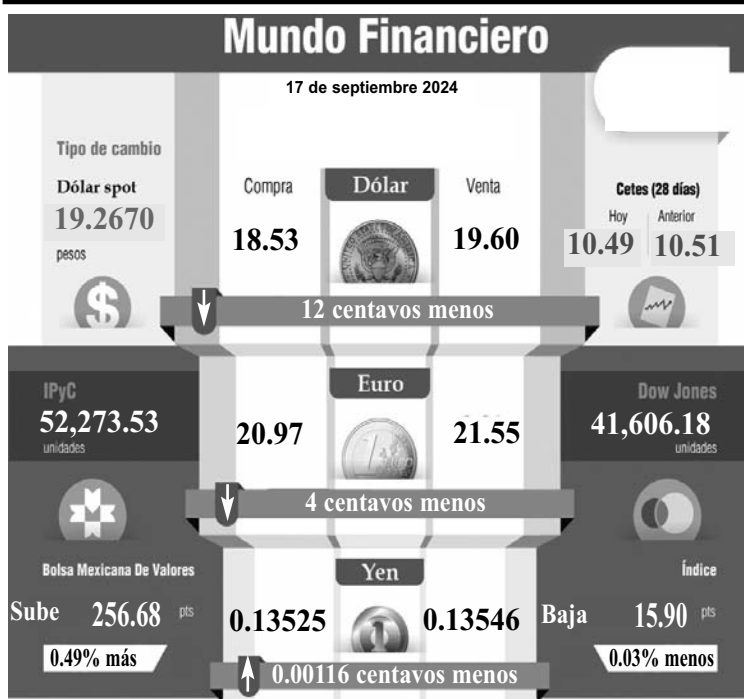 Mundo Financiero
17 de septiembre 2024
Tipo de cambio
Dólar spot
19.2670
pesos
$
Compra
Dólar
Venta
18.53
19.60
12 centavos menos
Cetes (28 días)
Hoy
Anterior
10.49
10.51
IPyC
52,273.53
unidades
Euro
20.97
21.55
4 centavos menos
Dow Jones
41,606.18
unidades
Bolsa Mexicana De Valores
Sube 256.68 pts
0.49% más
Yen
0.13525
0.13546
0.00116 centavos menos
Índice
Baja 15.90 pts
0.03% menos